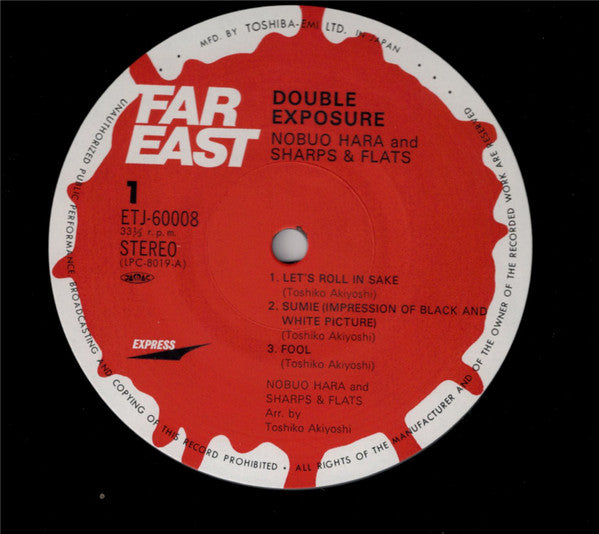 MFD. BY TOSHIBA-EMI LTD. IN JAPAN
FAR
EAST
DOUBLE
EXPOSURE
NOBUO HARA and
SHARPS & FLATS
1
ETJ-60008
33⅓ r.p.m.
STEREO
(LPC-8019-A)
JASRAC
EXPRESS
1. LET'S ROLL IN SAKE
(Toshiko Akiyoshi)
2. SUMIE (IMPRESSION OF BLACK AND
WHITE PICTURE)
(Toshiko Akiyoshi)
3. FOOL
(Toshiko Akiyoshi)
NOBUO HARA and
SHARPS & FLATS
Arr. by
Toshiko Akiyoshi
UNAUTHORIZED PUBLIC PERFORMANCE BROADCASTING AND COPYING OF THIS RECORD PROHIBITED • ALL RIGHTS OF THE MANUFACTURER AND OF THE OWNER OF THE RECORDED WORK ARE RESERVED